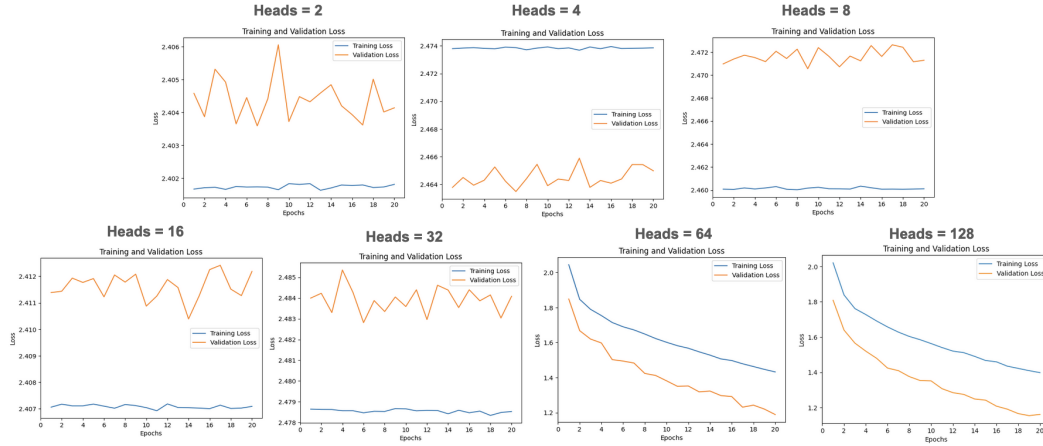 Heads = 2
Training and Validation Loss
Training Loss
Validation Loss
2.406
2.405
2.404
2.403
2.402
Loss
0 2 4 6 8 10 12 14 16 18 20
Epochs
Heads = 4
Training and Validation Loss
2.474
2.472
2.470
2.468
2.466
2.464
Loss
Training Loss
Validation Loss
0 2 4 6 8 10 12 14 16 18 20
Epochs
Heads = 8
Training and Validation Loss
2.472
2.470
2.468
2.466
2.464
2.462
2.460
Loss
Training Loss
Validation Loss
0 2 4 6 8 10 12 14 16 18 20
Epochs
Heads = 16
Training and Validation Loss
2.412
2.411
2.410
2.409
2.408
2.407
Loss
Training Loss
Validation Loss
0 2 4 6 8 10 12 14 16 18 20
Epochs
Heads = 32
Training and Validation Loss
Training Loss
Validation Loss
2.485
2.484
2.483
2.482
2.481
2.480
2.479
2.478
Loss
0 2 4 6 8 10 12 14 16 18 20
Epochs
Heads = 64
Training and Validation Loss
Training Loss
Validation Loss
2.0
1.8
1.6
1.4
1.2
Loss
0 2 4 6 8 10 12 14 16 18 20
Epochs
Heads = 128
Training and Validation Loss
Training Loss
Validation Loss
2.0
1.8
1.6
1.4
1.2
Loss
0 2 4 6 8 10 12 14 16 18 20
Epochs